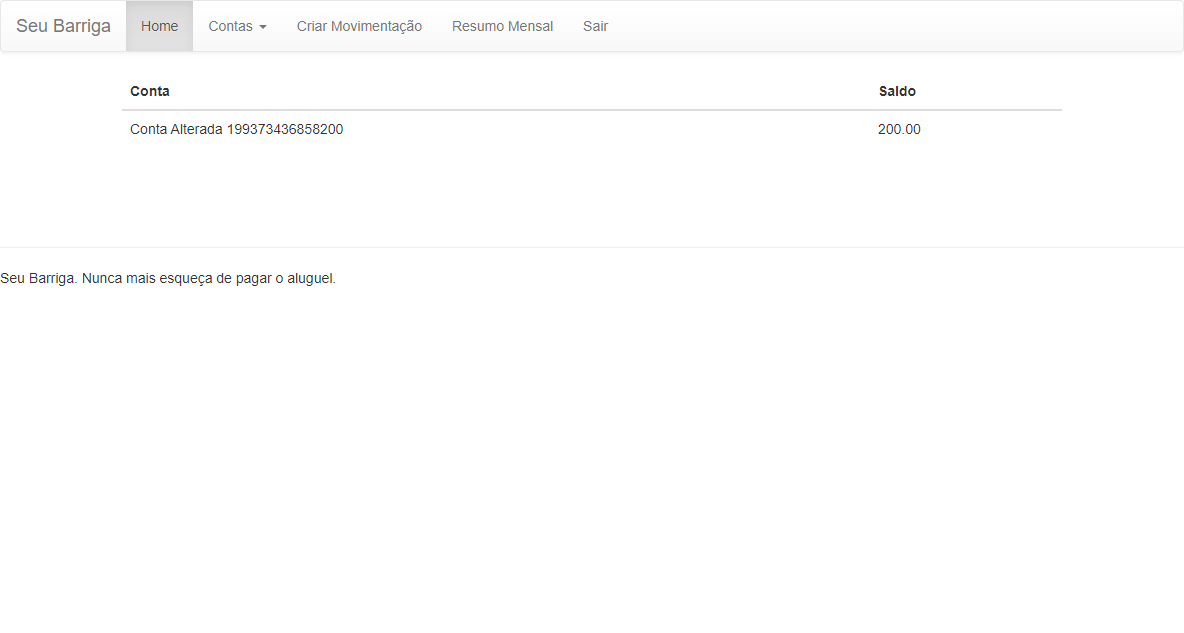 Seu Barriga Home Contas Criar Movimentação Resumo Mensal Sair
Conta Saldo
Conta Alterada 199373436858200 200.00
Seu Barriga. Nunca mais esqueça de pagar o aluguel.